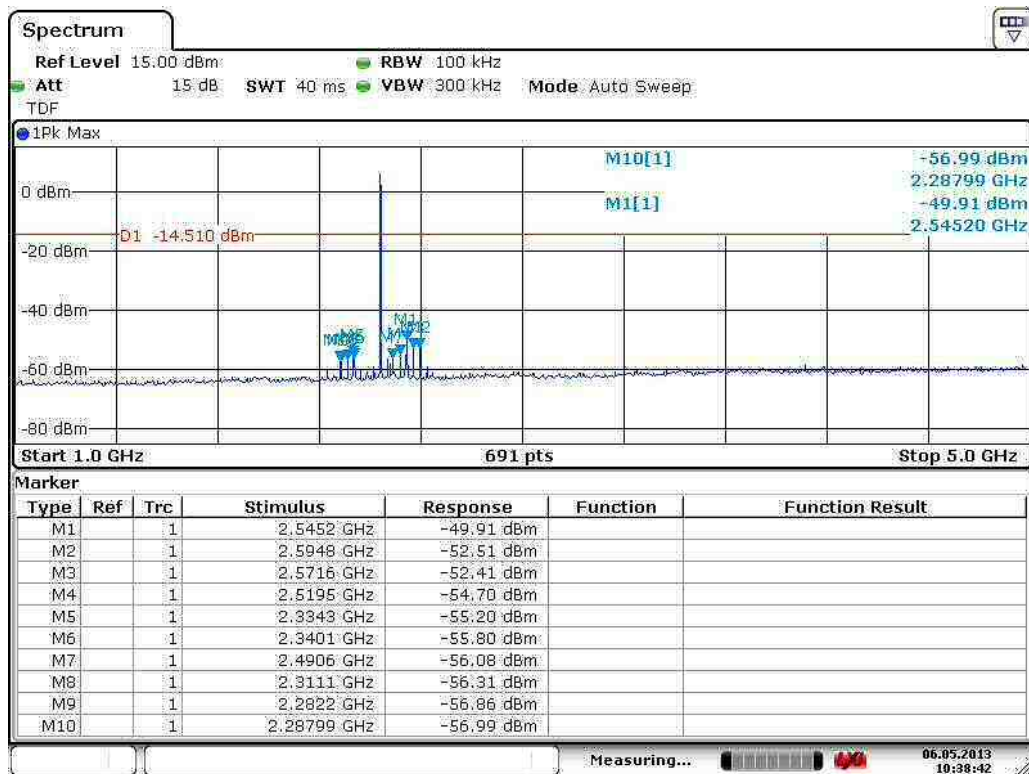 Spectrum
Ref Level 15.00 dBm RBW 100 kHz
Att 15 dB SWT 40 ms VBW 300 kHz Mode Auto Sweep
TDF
1Pk Max
M10[1] -56.99 dBm
2.28799 GHz
0 dBm
M1[1] -49.91 dBm
2.54520 GHz
D1 -14.510 dBm
-20 dBm
-40 dBm
-60 dBm
-80 dBm
Start 1.0 GHz 691 pts Stop 5.0 GHz
Marker
Type Ref Trc Stimulus Response Function Function Result
M1 1 2.5452 GHz -49.91 dBm
M2 1 2.5948 GHz -52.51 dBm
M3 1 2.5716 GHz -52.41 dBm
M4 1 2.5195 GHz -54.70 dBm
M5 1 2.3343 GHz -55.20 dBm
M6 1 2.3401 GHz -55.80 dBm
M7 1 2.4906 GHz -56.08 dBm
M8 1 2.3111 GHz -56.31 dBm
M9 1 2.2822 GHz -56.86 dBm
M10 1 2.28799 GHz -56.99 dBm
Measuring... 06.05.2013
10:38:42